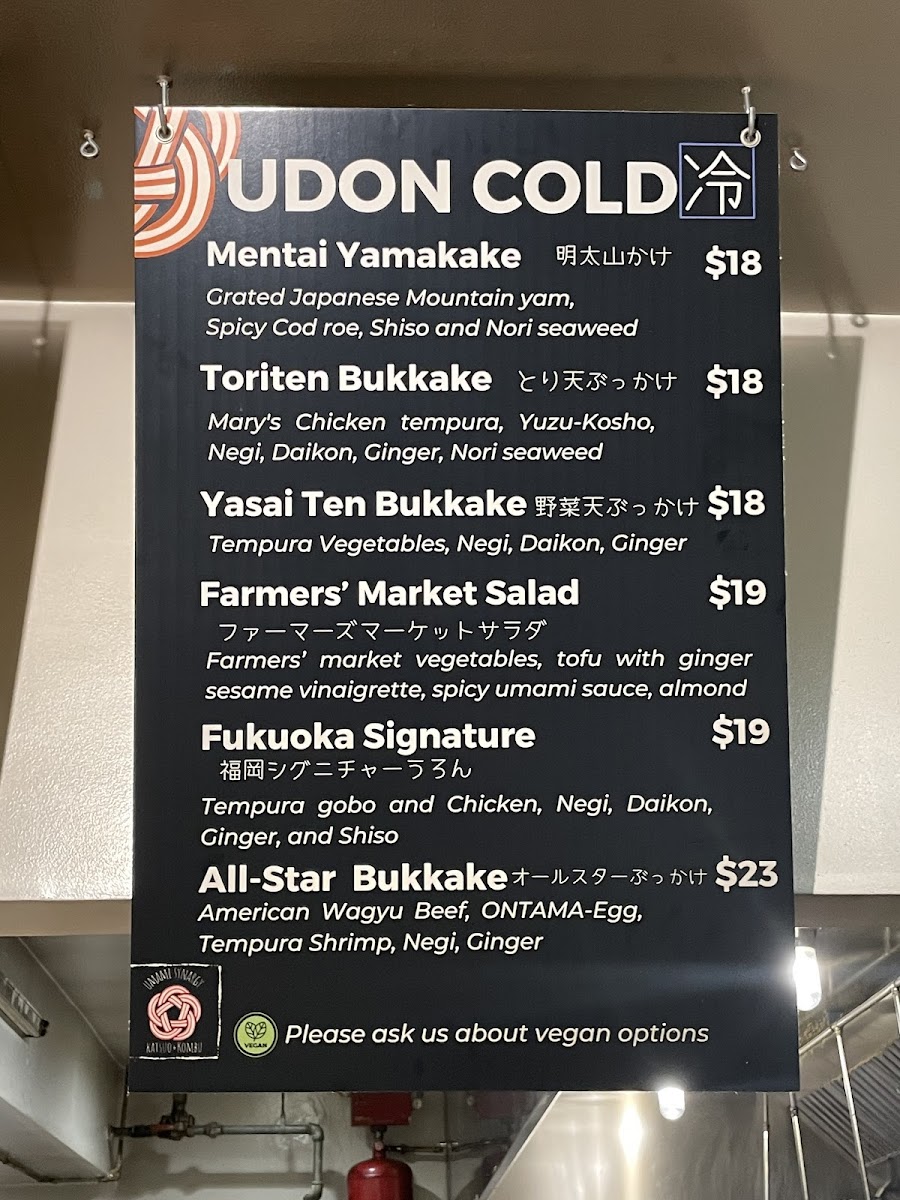 UDON COLD 冷
Mentai Yamakake 明太山かけ $18
Grated Japanese Mountain yam,
Spicy Cod roe, Shiso and Nori seaweed
Toriten Bukkake とり天ぶっかけ $18
Mary's Chicken tempura, Yuzu-Kosho,
Negi, Daikon, Ginger, Nori seaweed
Yasai Ten Bukkake 野菜天ぶっかけ $18
Tempura Vegetables, Negi, Daikon, Ginger
Farmers' Market Salad $19
ファーマーズマーケットサラダ
Farmers' market vegetables, tofu with ginger
sesame vinaigrette, spicy umami sauce, almond
Fukuoka Signature $19
福岡シグニチャーうろん
Tempura gobo and Chicken, Negi, Daikon,
Ginger, and Shiso
All-Star Bukkake オールスターぶっかけ $23
American Wagyu Beef, ONTAMA-Egg,
Tempura Shrimp, Negi, Ginger
UMAMI SYNARGY
KATSUO+KOMBU
VEGAN Please ask us about vegan options